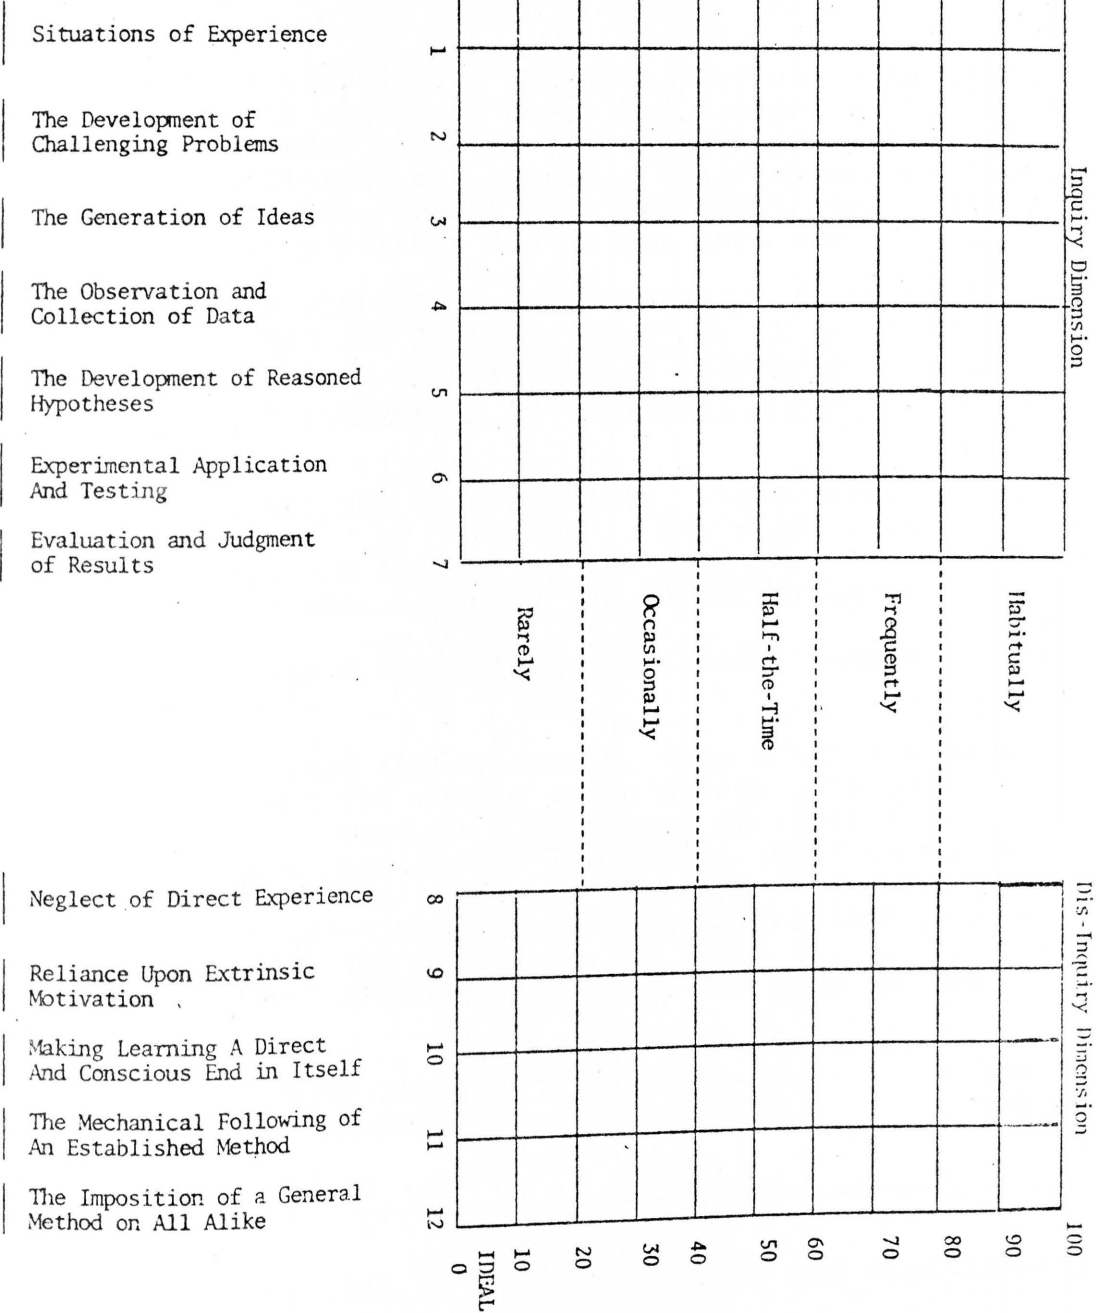 Situations of Experience
1
The Development of
Challenging Problems
2
The Generation of Ideas
3
The Observation and
Collection of Data
4
The Development of Reasoned
Hypotheses
5
Experimental Application
And Testing
6
Evaluation and Judgment
of Results
7
Inquiry Dimension
Rarely
Occasionally
Half-the-Time
Frequently
Habitually
Neglect of Direct Experience
8
Reliance Upon Extrinsic
Motivation
9
Making Learning A Direct
And Conscious End in Itself
10
The Mechanical Following of
An Established Method
11
The Imposition of a General
Method on All Alike
12
Dis-Inquiry Dimension
0
IDEAL
10
20
30
40
50
60
70
80
90
100